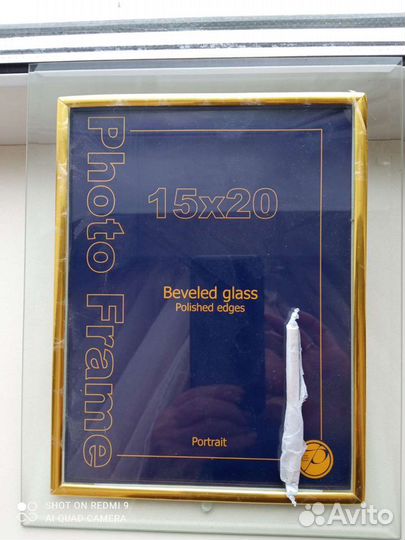 Photo Frame
15x20
Beveled glass
Polished edges
Portrait
SHOT ON REDMI 9
AI QUAD CAMERA
Avito